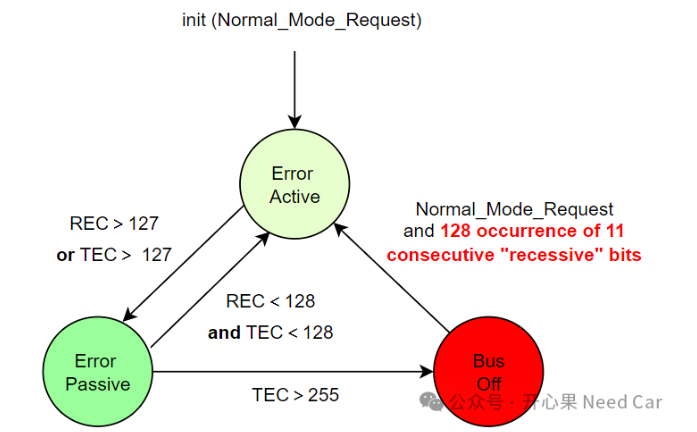 init (Normal_Mode_Request)
Error
Active
REC > 127
or TEC > 127
Normal_Mode_Request
and 128 occurrence of 11
consecutive "recessive" bits
REC < 128
and TEC < 128
Error
Passive
Bus
Off
TEC > 255
公众号 · 开心果 Need Car